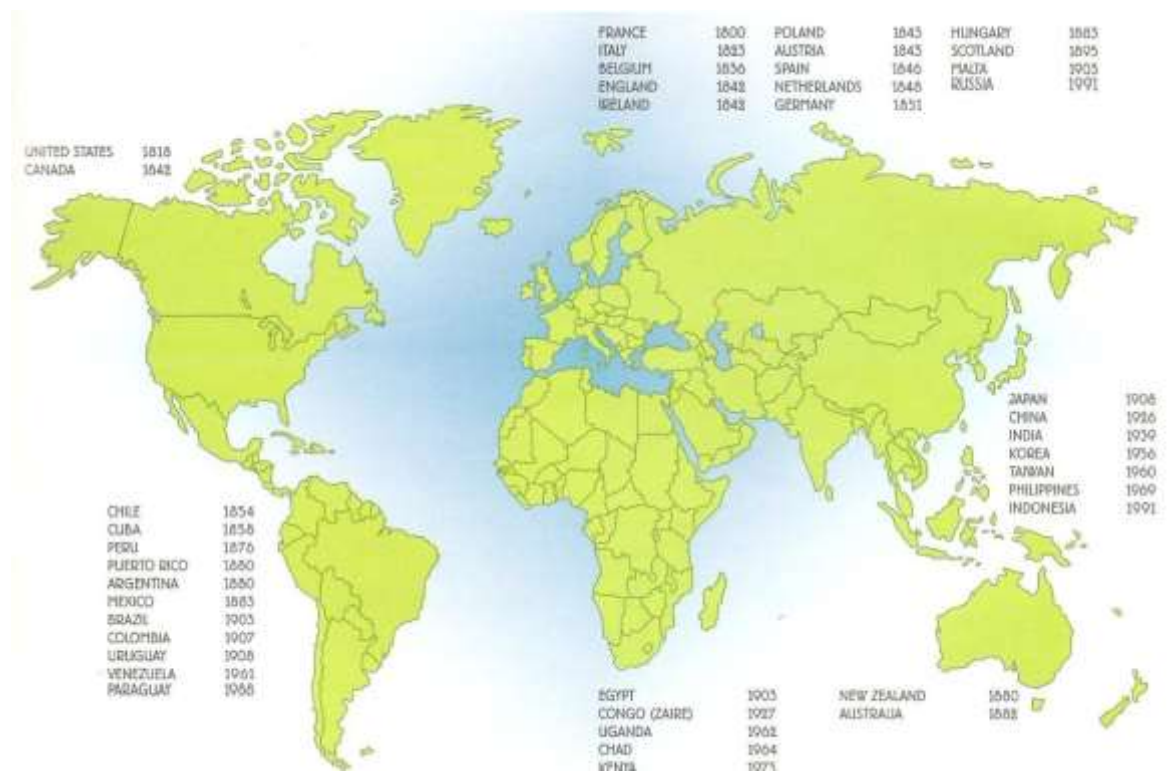 FRANCE 1800 POLAND 1843 HUNGARY 1883
ITALY 1823 AUSTRIA 1843 SCOTLAND 1895
BELGIUM 1836 SPAIN 1846 MALTA 1903
ENGLAND 1842 NETHERLANDS 1848 RUSSIA 1991
IRELAND 1842 GERMANY 1851
UNITED STATES 1818
CANADA 1842
JAPAN 1908
CHINA 1926
INDIA 1939
KOREA 1956
TAIWAN 1960
PHILIPPINES 1969
INDONESIA 1991
CHILE 1854
CUBA 1858
PERU 1876
PUERTO RICO 1880
ARGENTINA 1880
MEXICO 1883
BRAZIL 1903
COLOMBIA 1907
URUGUAY 1908
VENEZUELA 1961
PARAGUAY 1988
EGYPT 1903 NEW ZEALAND 1880
CONGO (ZAIRE) 1927 AUSTRALIA 1882
UGANDA 1962
CHAD 1964
KENYA 1973